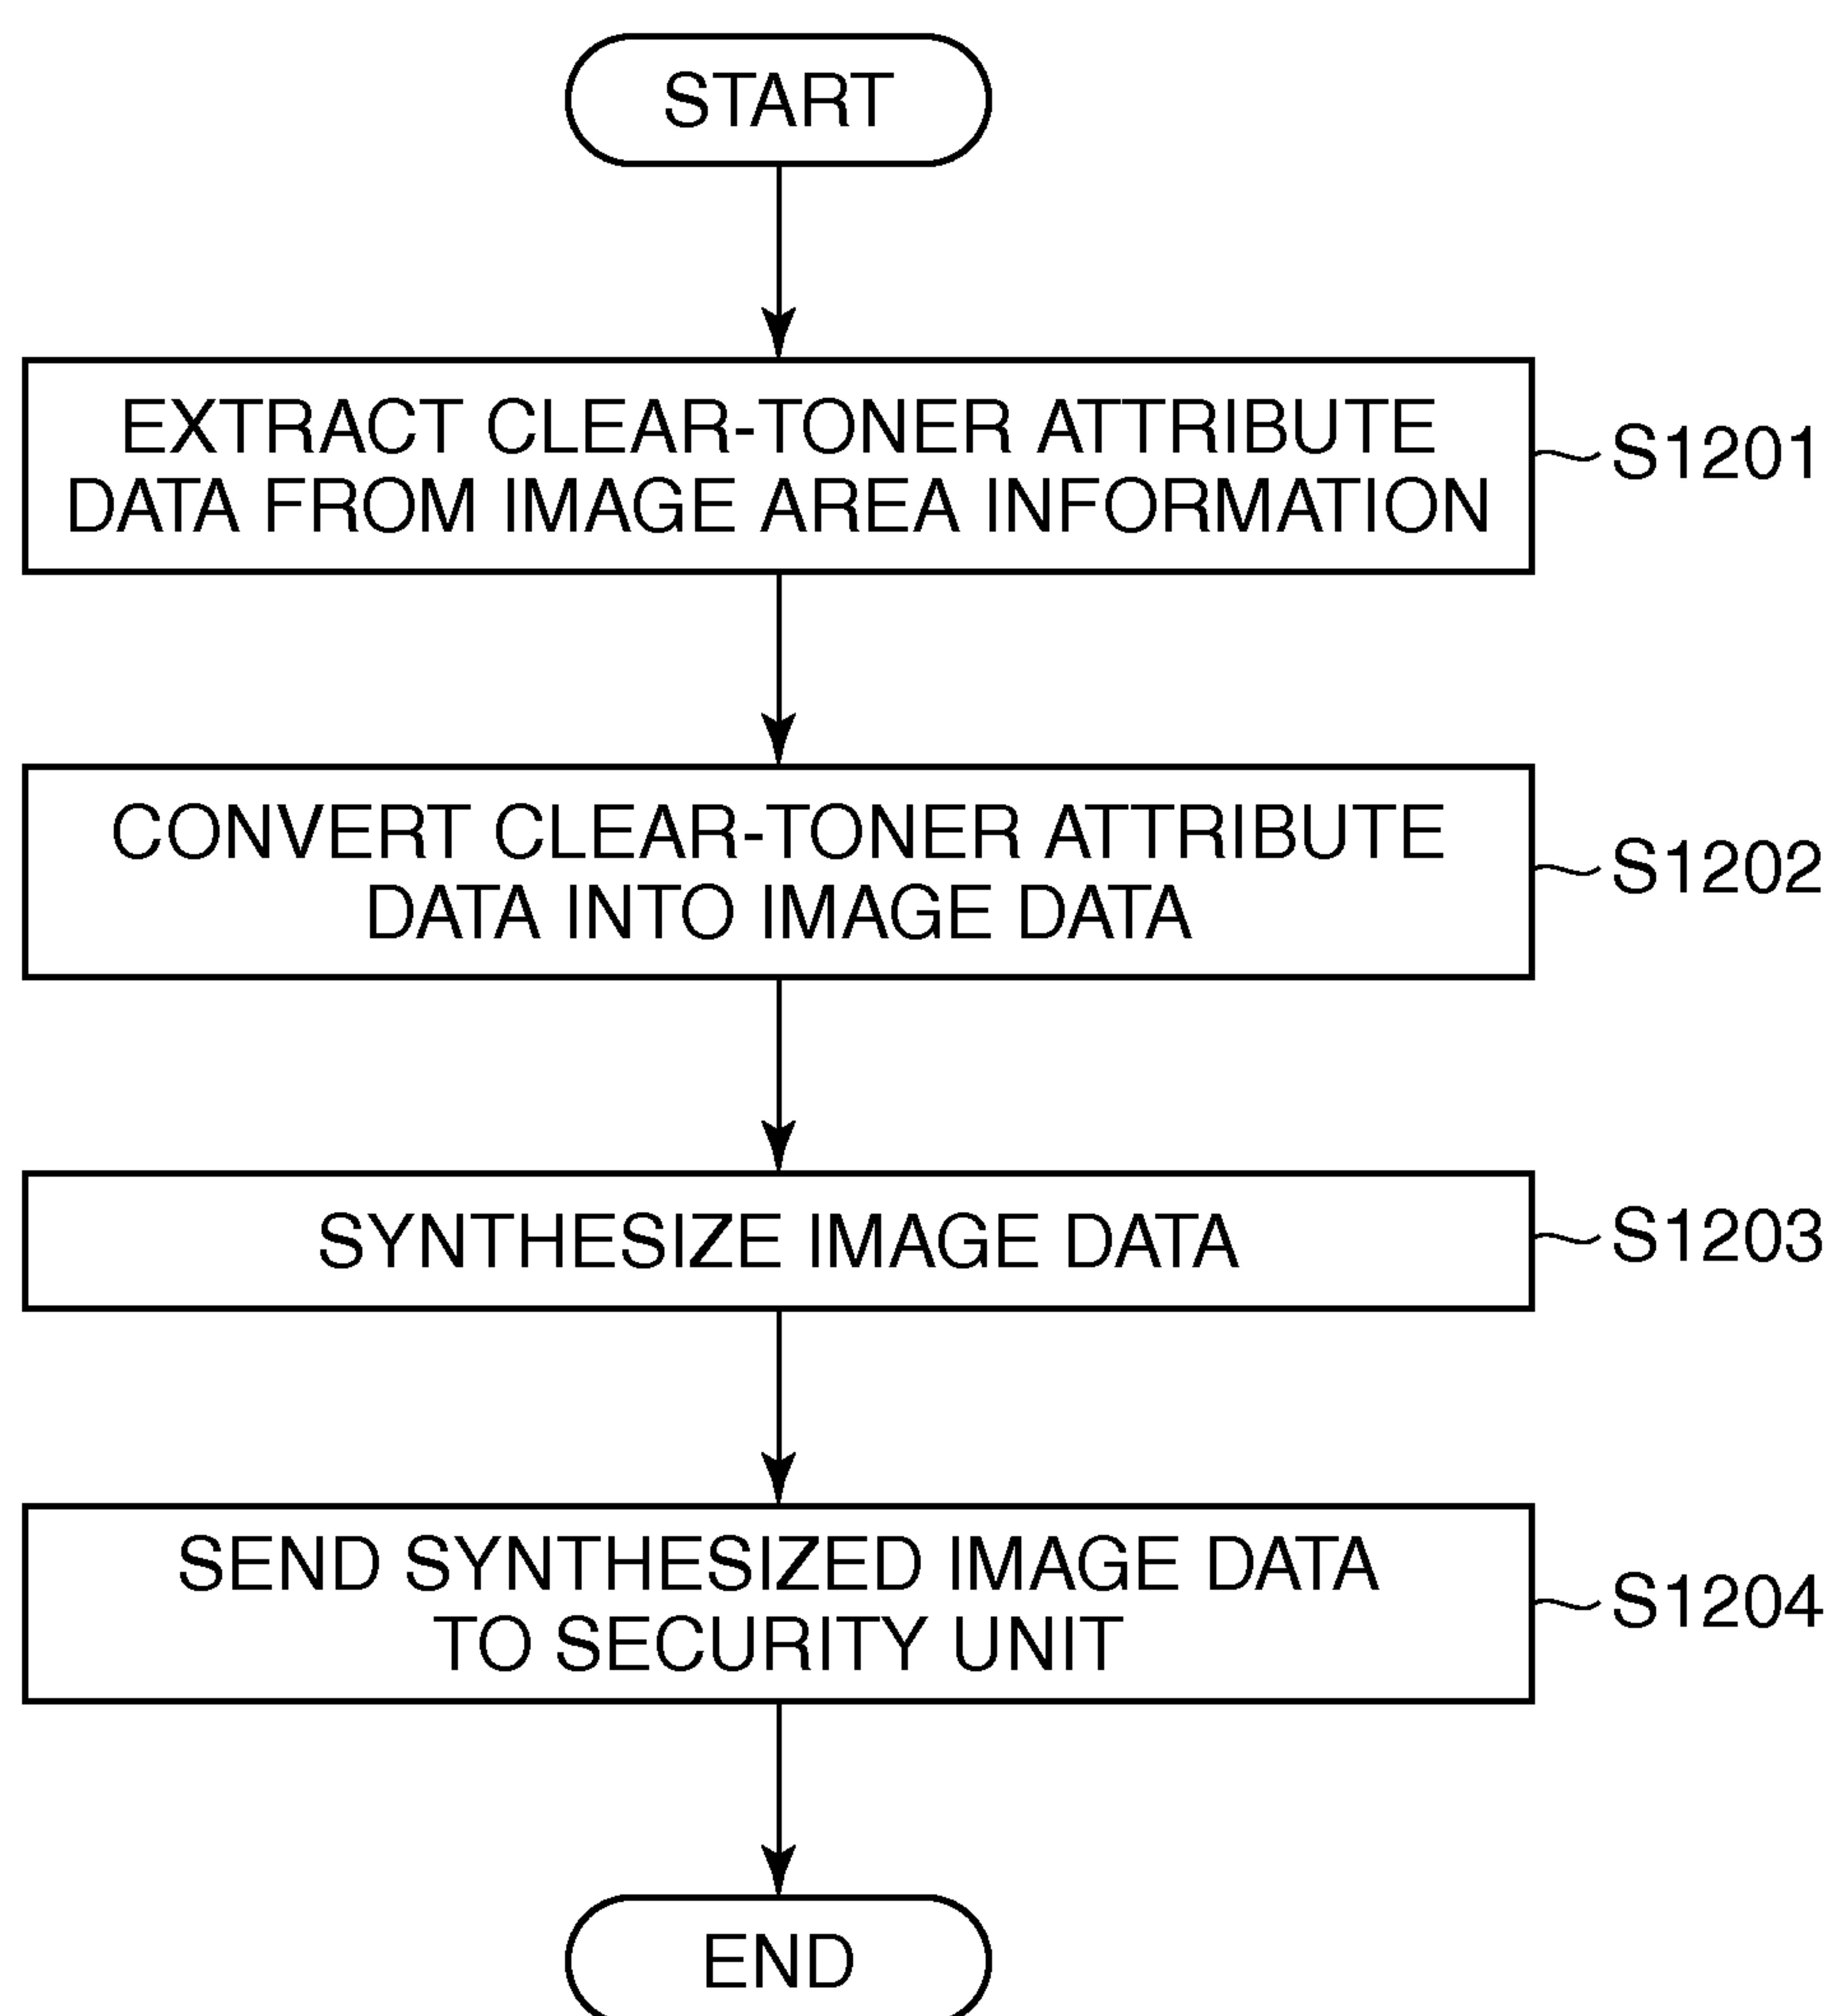 START
EXTRACT CLEAR-TONER ATTRIBUTE
DATA FROM IMAGE AREA INFORMATION
S1201
CONVERT CLEAR-TONER ATTRIBUTE
DATA INTO IMAGE DATA
S1202
SYNTHESIZE IMAGE DATA
S1203
SEND SYNTHESIZED IMAGE DATA
TO SECURITY UNIT
S1204
END